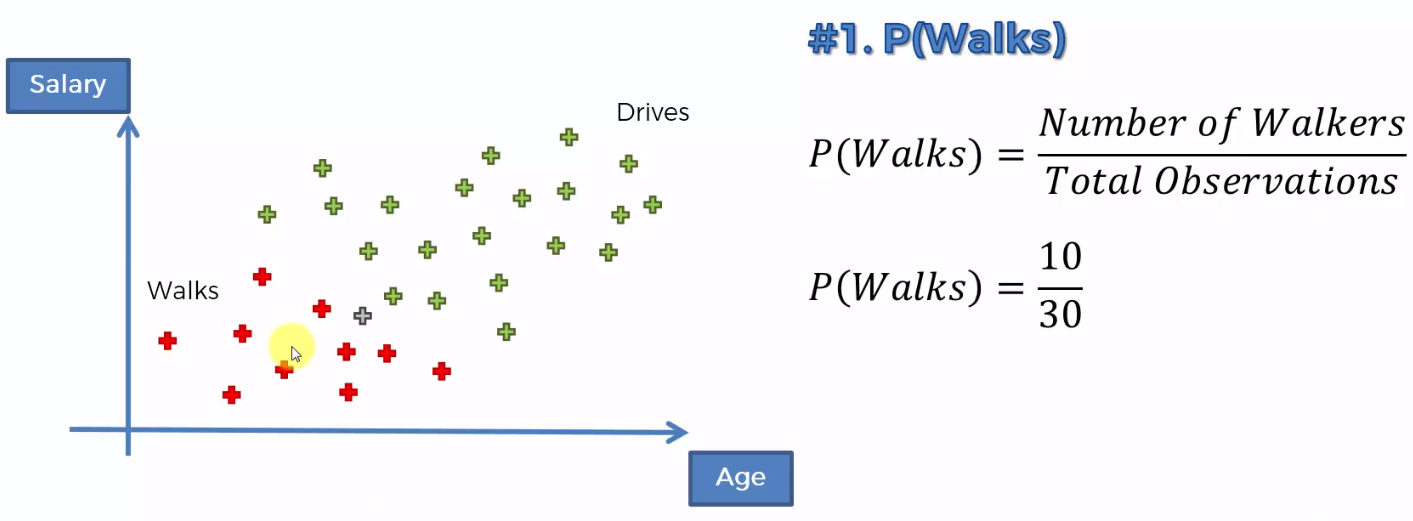 #1. P(Walks)
Salary
Drives
Walks
Age
P(Walks) = Number of Walkers / Total Observations
P(Walks) = 10 / 30